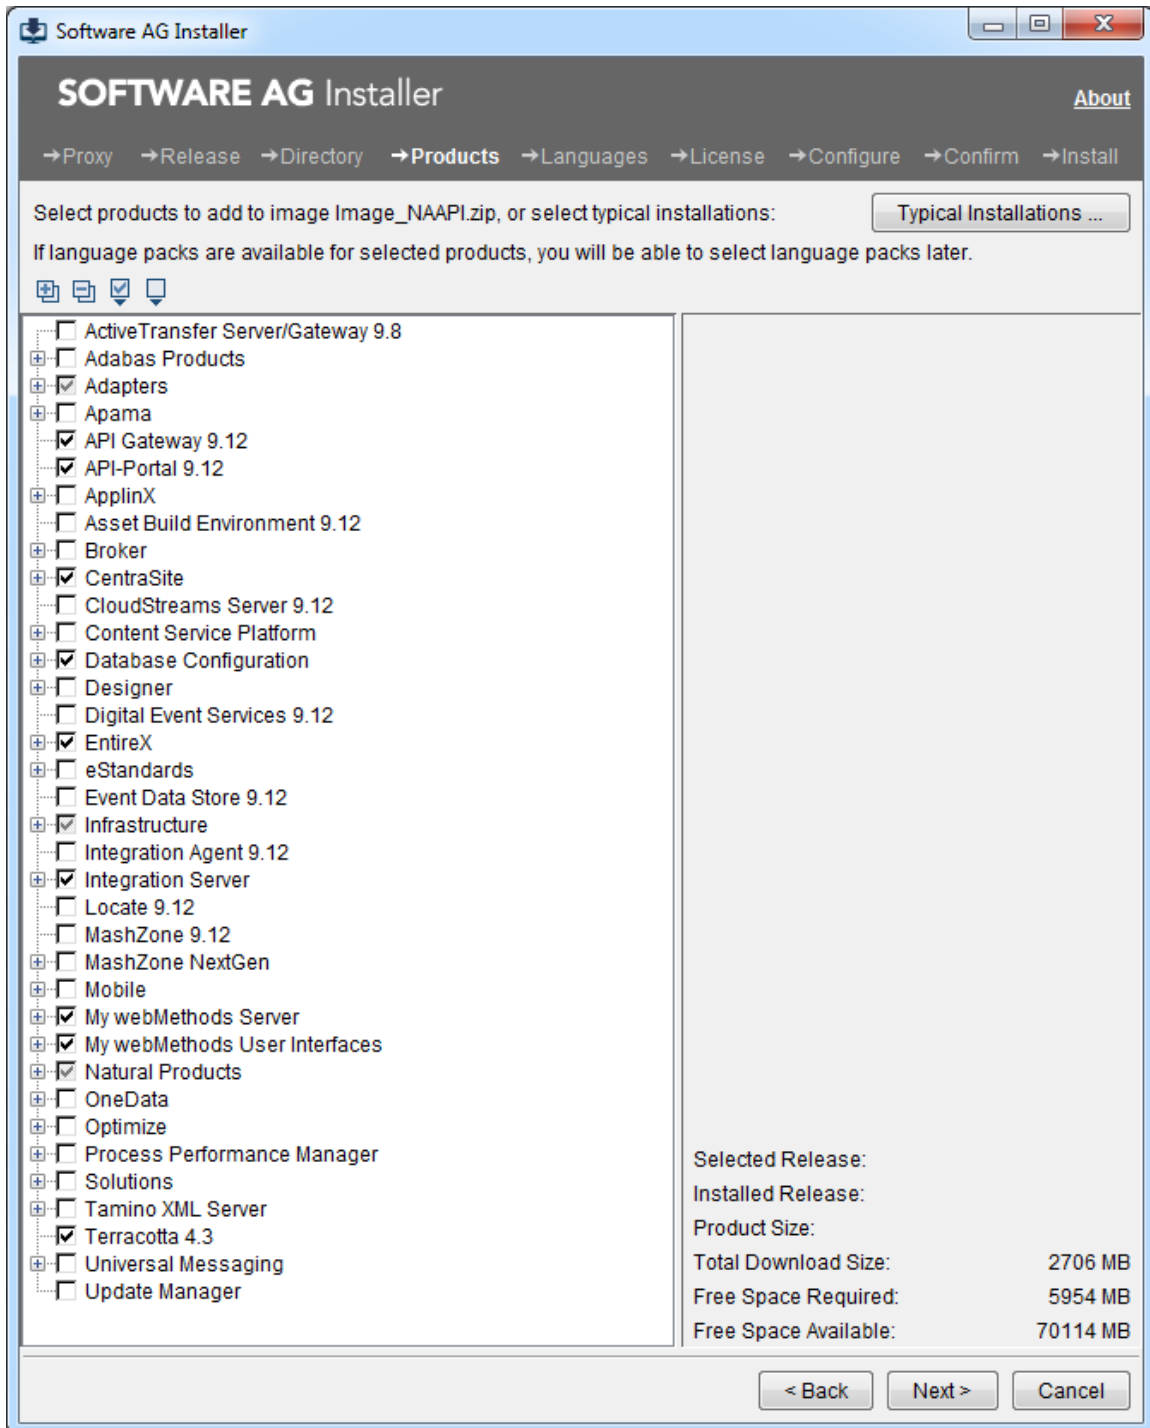 Software AG Installer
SOFTWARE AG Installer
About
→Proxy →Release →Directory →Products →Languages →License →Configure →Confirm →Install
Select products to add to image Image_NAAPI.zip, or select typical installations:
Typical Installations ...
If language packs are available for selected products, you will be able to select language packs later.
ActiveTransfer Server/Gateway 9.8
Adabas Products
Adapters
Apama
API Gateway 9.12
API-Portal 9.12
ApplinX
Asset Build Environment 9.12
Broker
CentraSite
CloudStreams Server 9.12
Content Service Platform
Database Configuration
Designer
Digital Event Services 9.12
EntireX
eStandards
Event Data Store 9.12
Infrastructure
Integration Agent 9.12
Integration Server
Locate 9.12
MashZone 9.12
MashZone NextGen
Mobile
My webMethods Server
My webMethods User Interfaces
Natural Products
OneData
Optimize
Process Performance Manager
Solutions
Tamino XML Server
Terracotta 4.3
Universal Messaging
Update Manager
Selected Release:
Installed Release:
Product Size:
Total Download Size: 2706 MB
Free Space Required: 5954 MB
Free Space Available: 70114 MB
< Back Next > Cancel